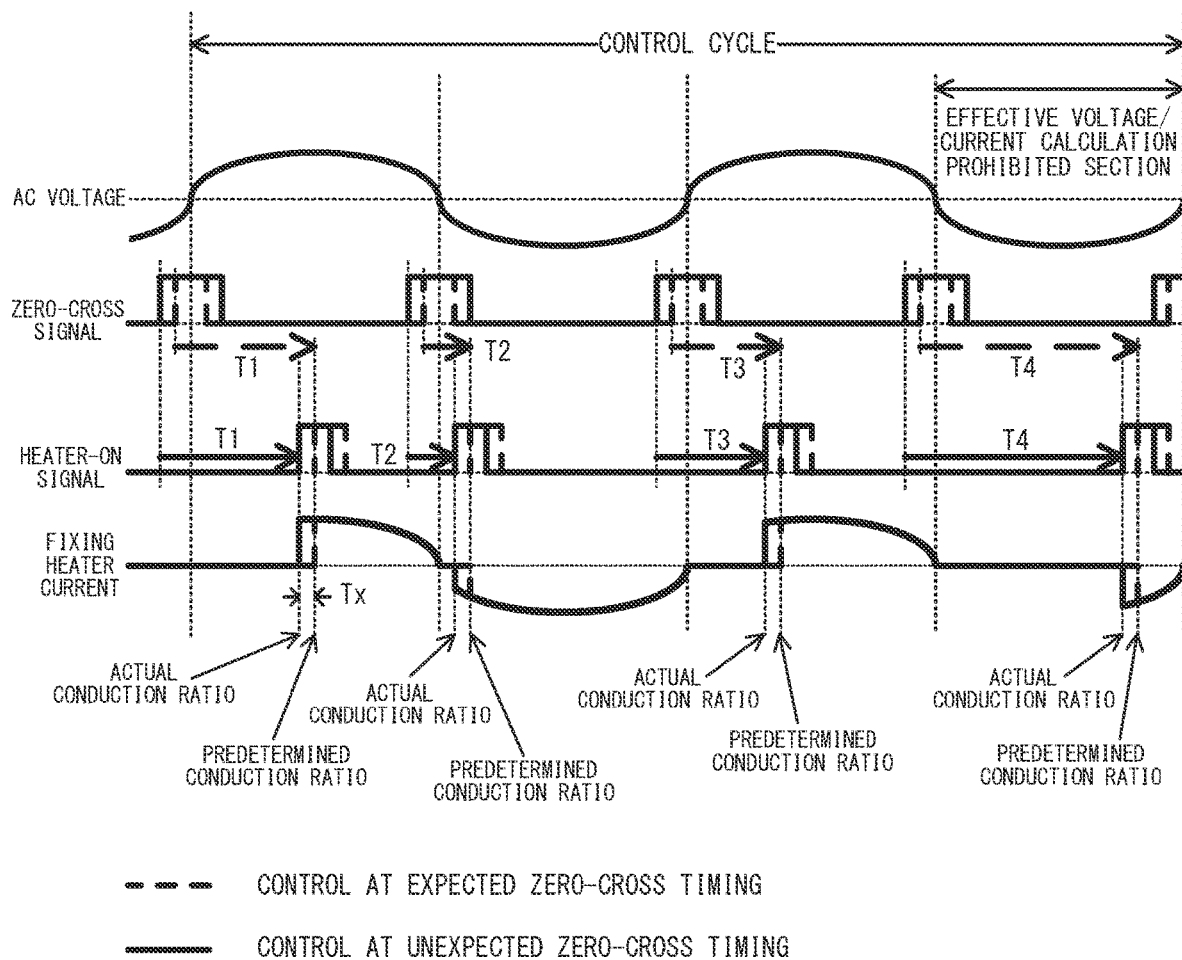 CONTROL CYCLE
EFFECTIVE VOLTAGE/
CURRENT CALCULATION
PROHIBITED SECTION
AC VOLTAGE
ZERO-CROSS
SIGNAL
T1
T2
T3
T4
HEATER-ON
SIGNAL
T1
T2
T3
T4
FIXING
HEATER
CURRENT
Tx
ACTUAL
CONDUCTION RATIO
ACTUAL
CONDUCTION RATIO
ACTUAL
CONDUCTION RATIO
ACTUAL
CONDUCTION RATIO
PREDETERMINED
CONDUCTION RATIO
PREDETERMINED
CONDUCTION RATIO
PREDETERMINED
CONDUCTION RATIO
PREDETERMINED
CONDUCTION RATIO
CONTROL AT EXPECTED ZERO-CROSS TIMING
CONTROL AT UNEXPECTED ZERO-CROSS TIMING